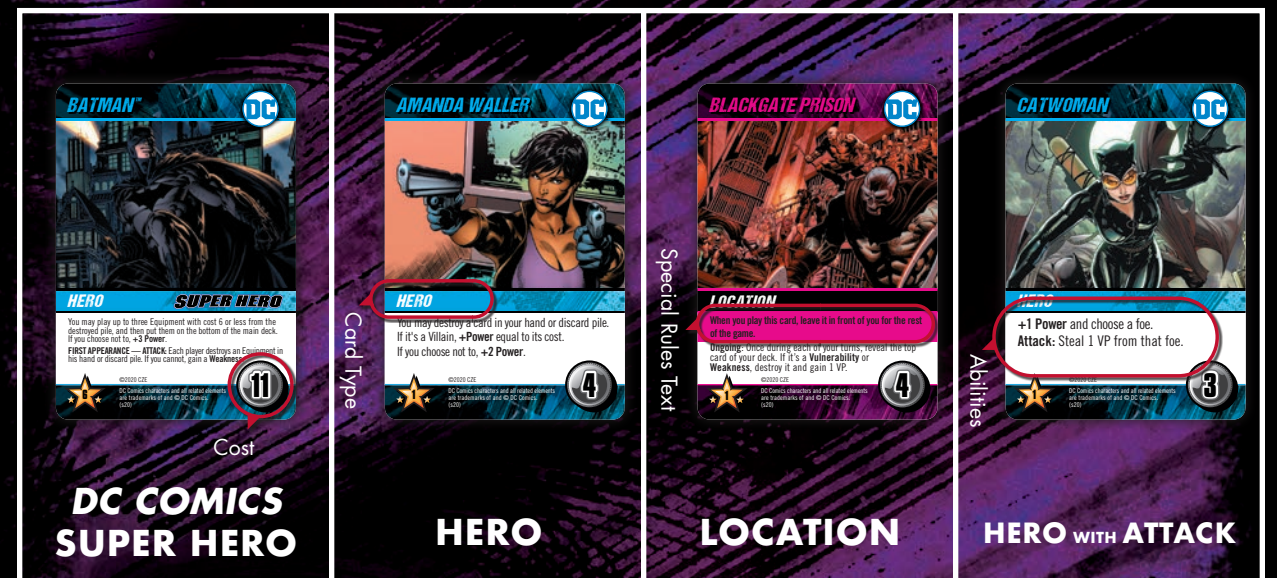 BATMAN™
DC
HERO
SUPER HERO
You may play up to three Equipment with cost 6 or less from the
destroyed pile, and then put them on the bottom of the main deck.
If you choose not to, +3 Power.
FIRST APPEARANCE — ATTACK: Each player destroys an Equipment in
his hand or discard pile. If you cannot, gain a Weakness
©2020 CZE
DC Comics characters and all related elements
are trademarks of and © DC Comics.
(s20)
6
11
Cost
DC COMICS
SUPER HERO
AMANDA WALLER
DC
HERO
You may destroy a card in your hand or discard pile.
If it's a Villain, +Power equal to its cost.
If you choose not to, +2 Power.
©2020 CZE
DC Comics characters and all related elements
are trademarks of and © DC Comics.
(s20)
1
4
Card Type
HERO
BLACKGATE PRISON
DC
LOCATION
When you play this card, leave it in front of you for the rest
of the game.
Ongoing: Once during each of your turns, reveal the top
card of your deck. If it's a Vulnerability or
Weakness, destroy it and gain 1 VP.
©2020 CZE
DC Comics characters and all related elements
are trademarks of and © DC Comics.
(s20)
1
4
Special Rules Text
LOCATION
CATWOMAN
DC
HERO
+1 Power and choose a foe.
Attack: Steal 1 VP from that foe.
©2020 CZE
DC Comics characters and all related elements
are trademarks of and © DC Comics.
(s20)
1
3
Abilities
HERO WITH ATTACK